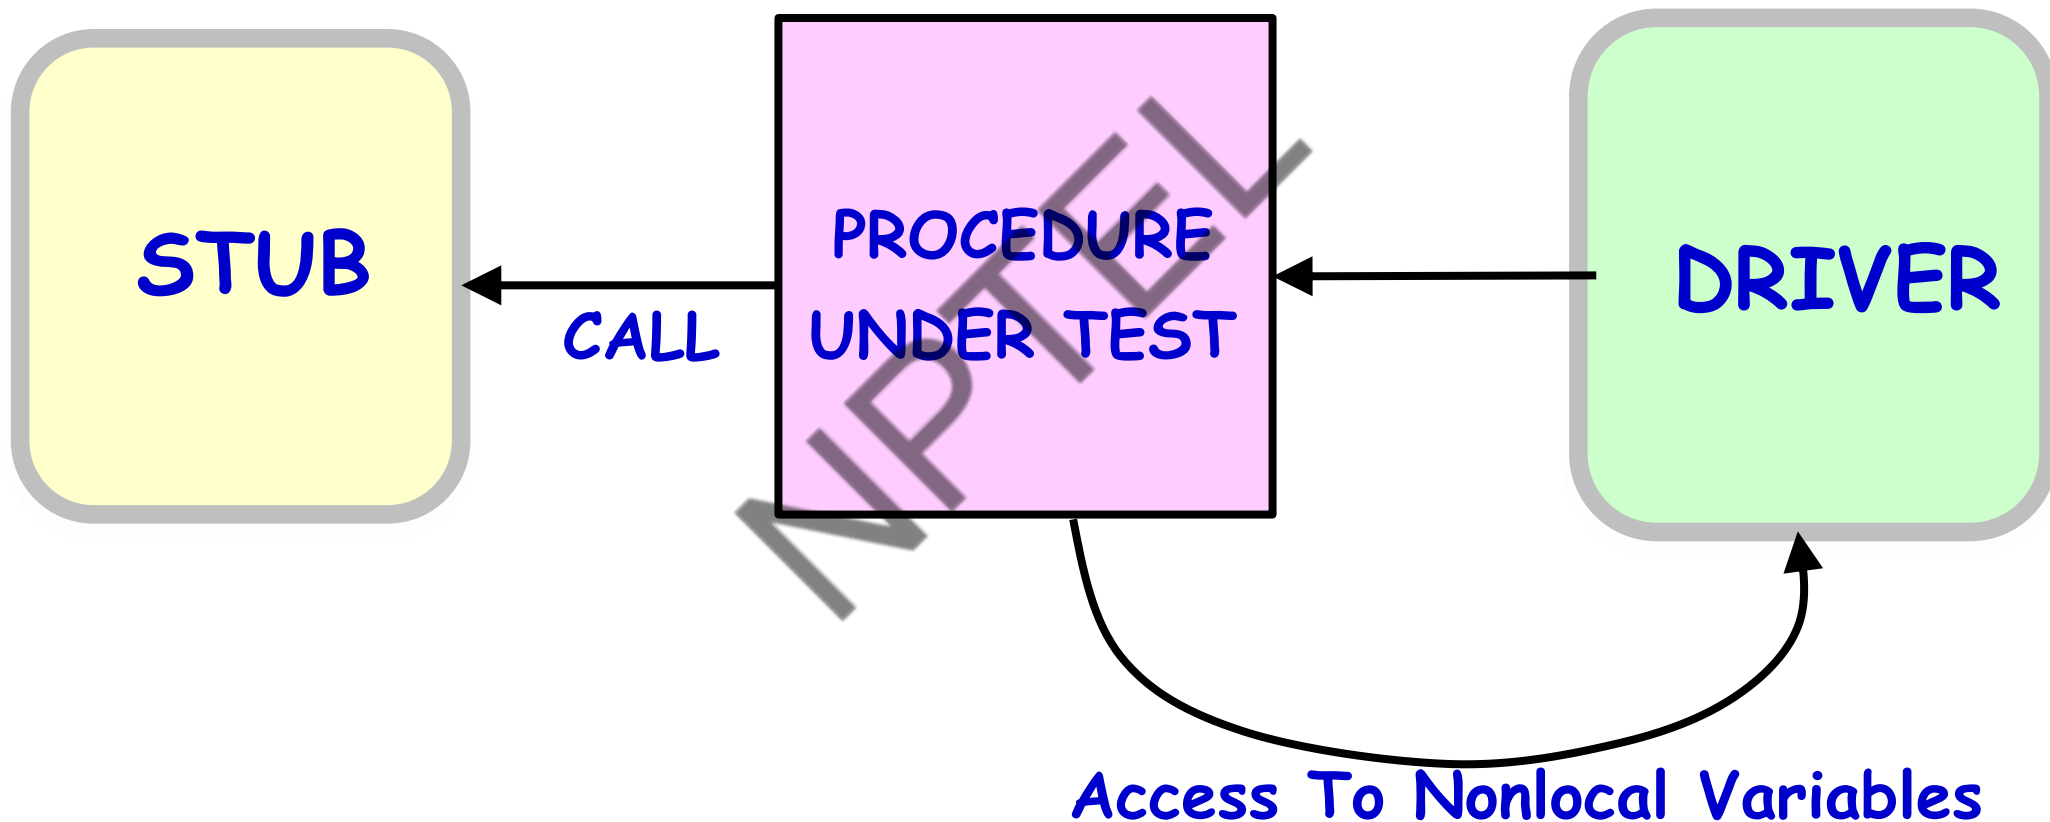 STUB
CALL
PROCEDURE
UNDER TEST
DRIVER
Access To Nonlocal Variables
NPTEL